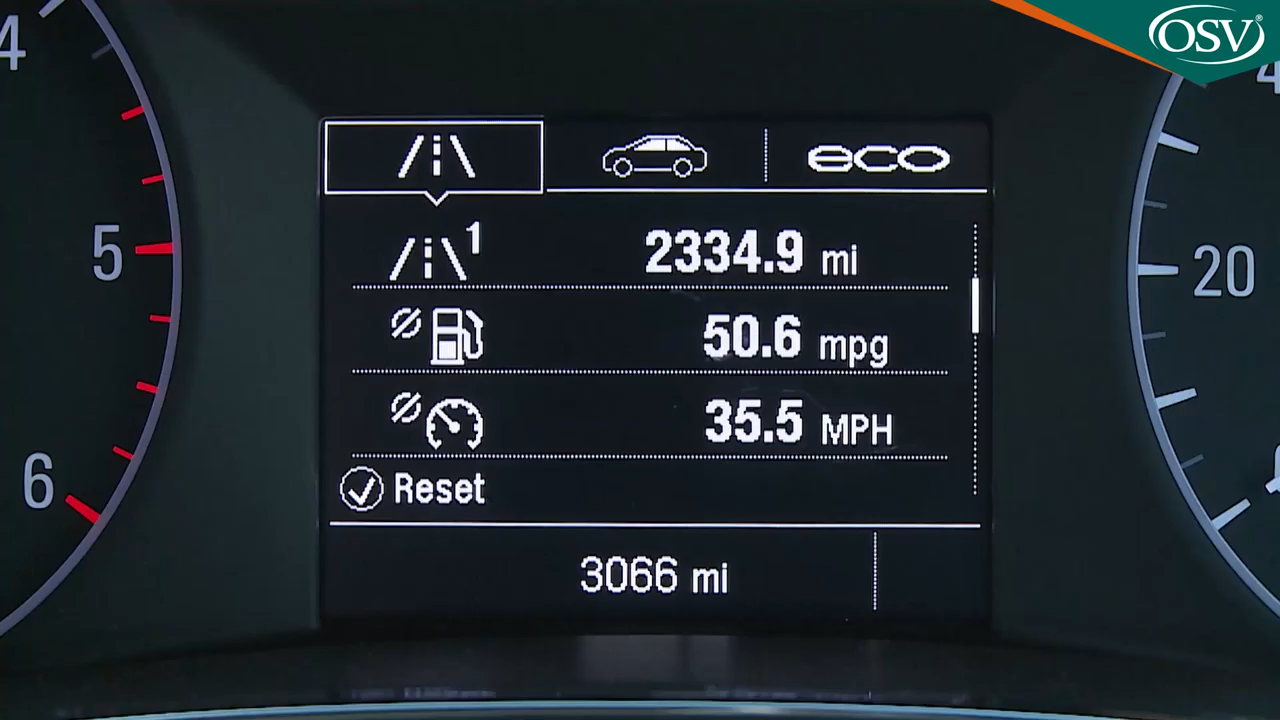 OSV®
4
4
eco
1 2334.9 mi
5
20
50.6 mpg
35.5 MPH
6
Reset
3066 mi